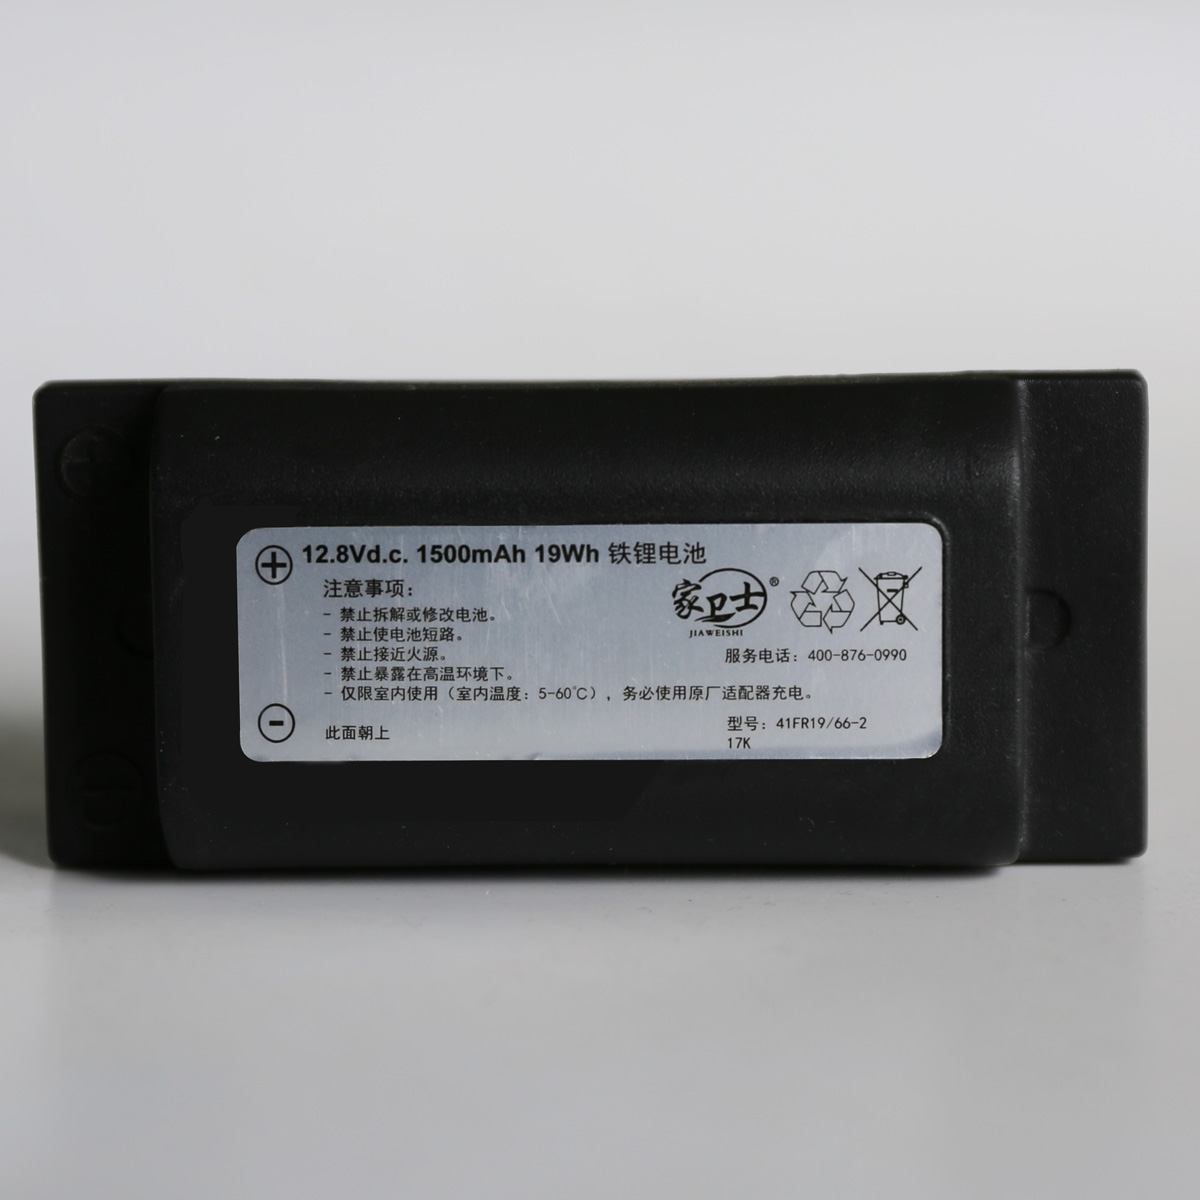 12.8Vd.c. 1500mAh 19Wh 铁锂电池
注意事项：
- 禁止拆解或修改电池。
- 禁止使电池短路。
- 禁止接近火源。
- 禁止暴露在高温环境下。
- 仅限室内使用（室内温度：5-60℃），务必使用原厂适配器充电。
此面朝上
家卫士®
JIAWEISHI
服务电话：400-876-0990
型号：41FR19/66-2
17K